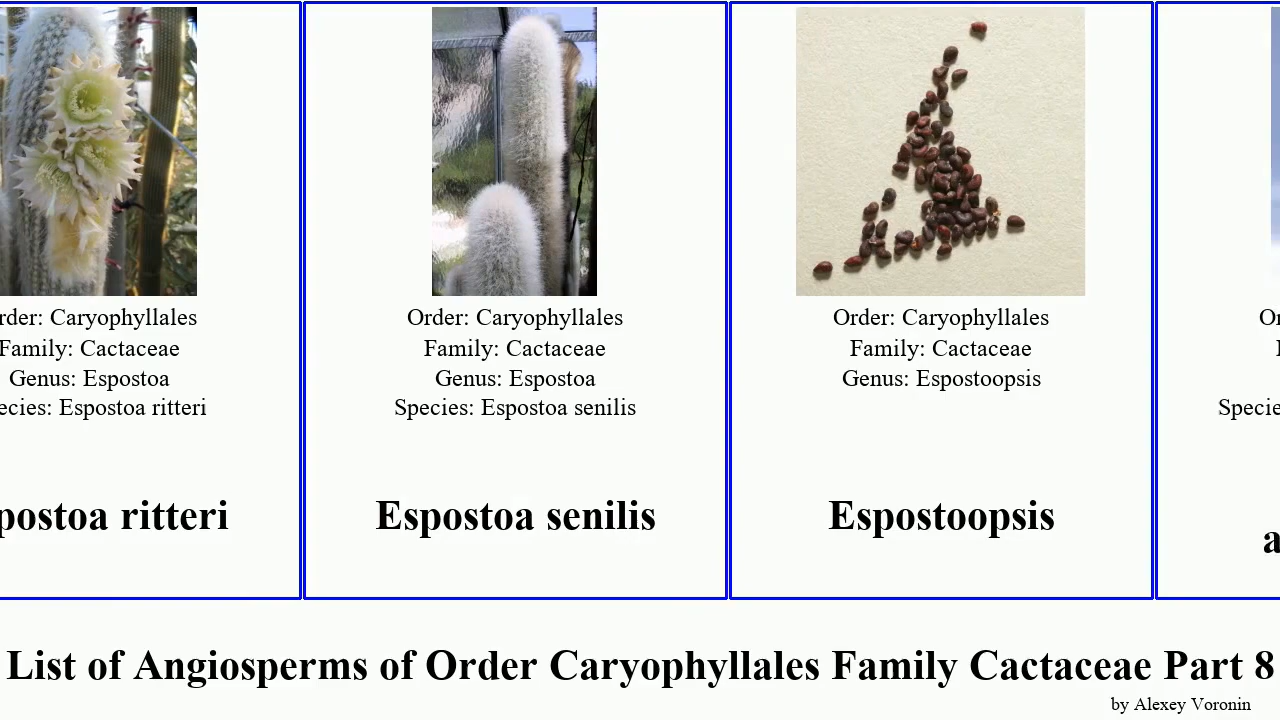 rder: Caryophyllales
Family: Cactaceae
Genus: Espostoa
ecies: Espostoa ritteri
postoa ritteri
Order: Caryophyllales
Family: Cactaceae
Genus: Espostoa
Species: Espostoa senilis
Espostoa senilis
Order: Caryophyllales
Family: Cactaceae
Genus: Espostoopsis
Espostoopsis
Or
Specie
a
List of Angiosperms of Order Caryophyllales Family Cactaceae Part 8
by Alexey Voronin